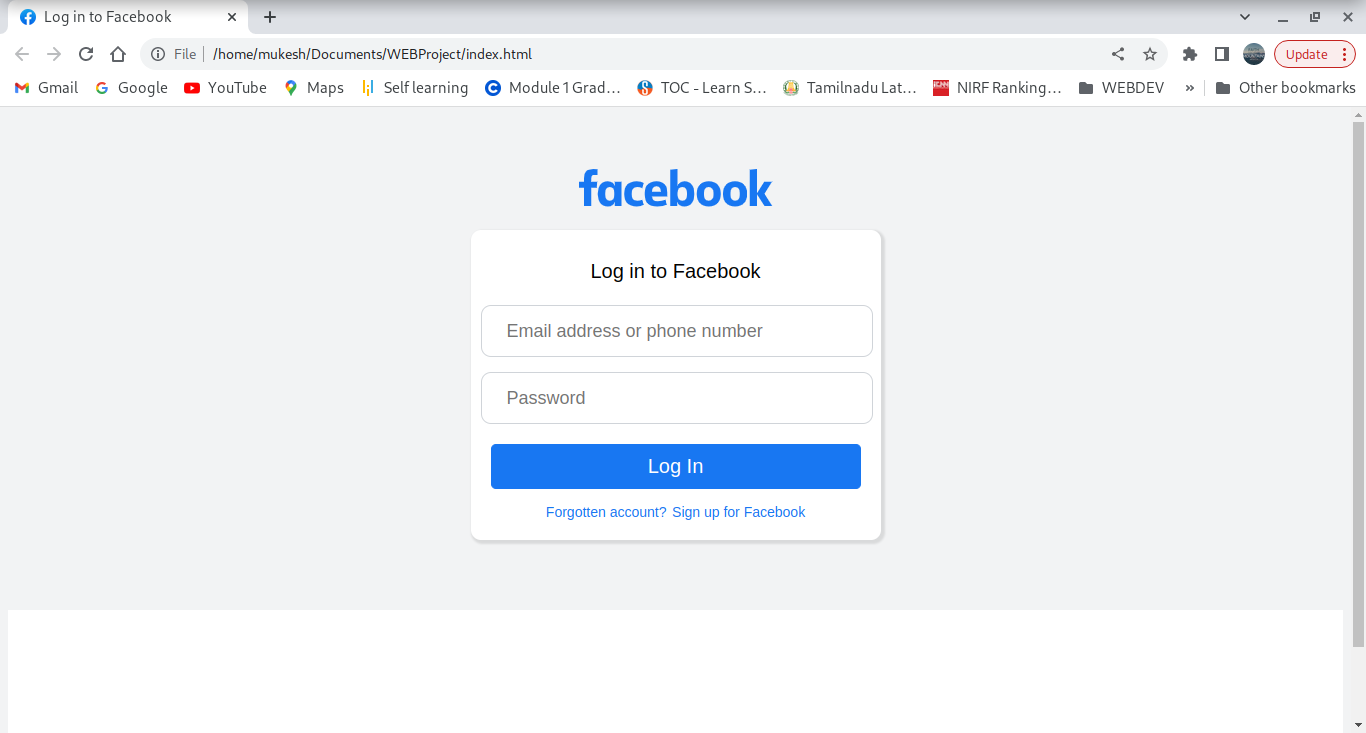 Log in to Facebook
File /home/mukesh/Documents/WEBProject/index.html Update
Gmail Google YouTube Maps Self learning Module 1 Grad… TOC - Learn S… Tamilnadu Lat… NIRF Ranking… WEBDEV » Other bookmarks
facebook
Log in to Facebook
Email address or phone number
Password
Log In
Forgotten account? Sign up for Facebook